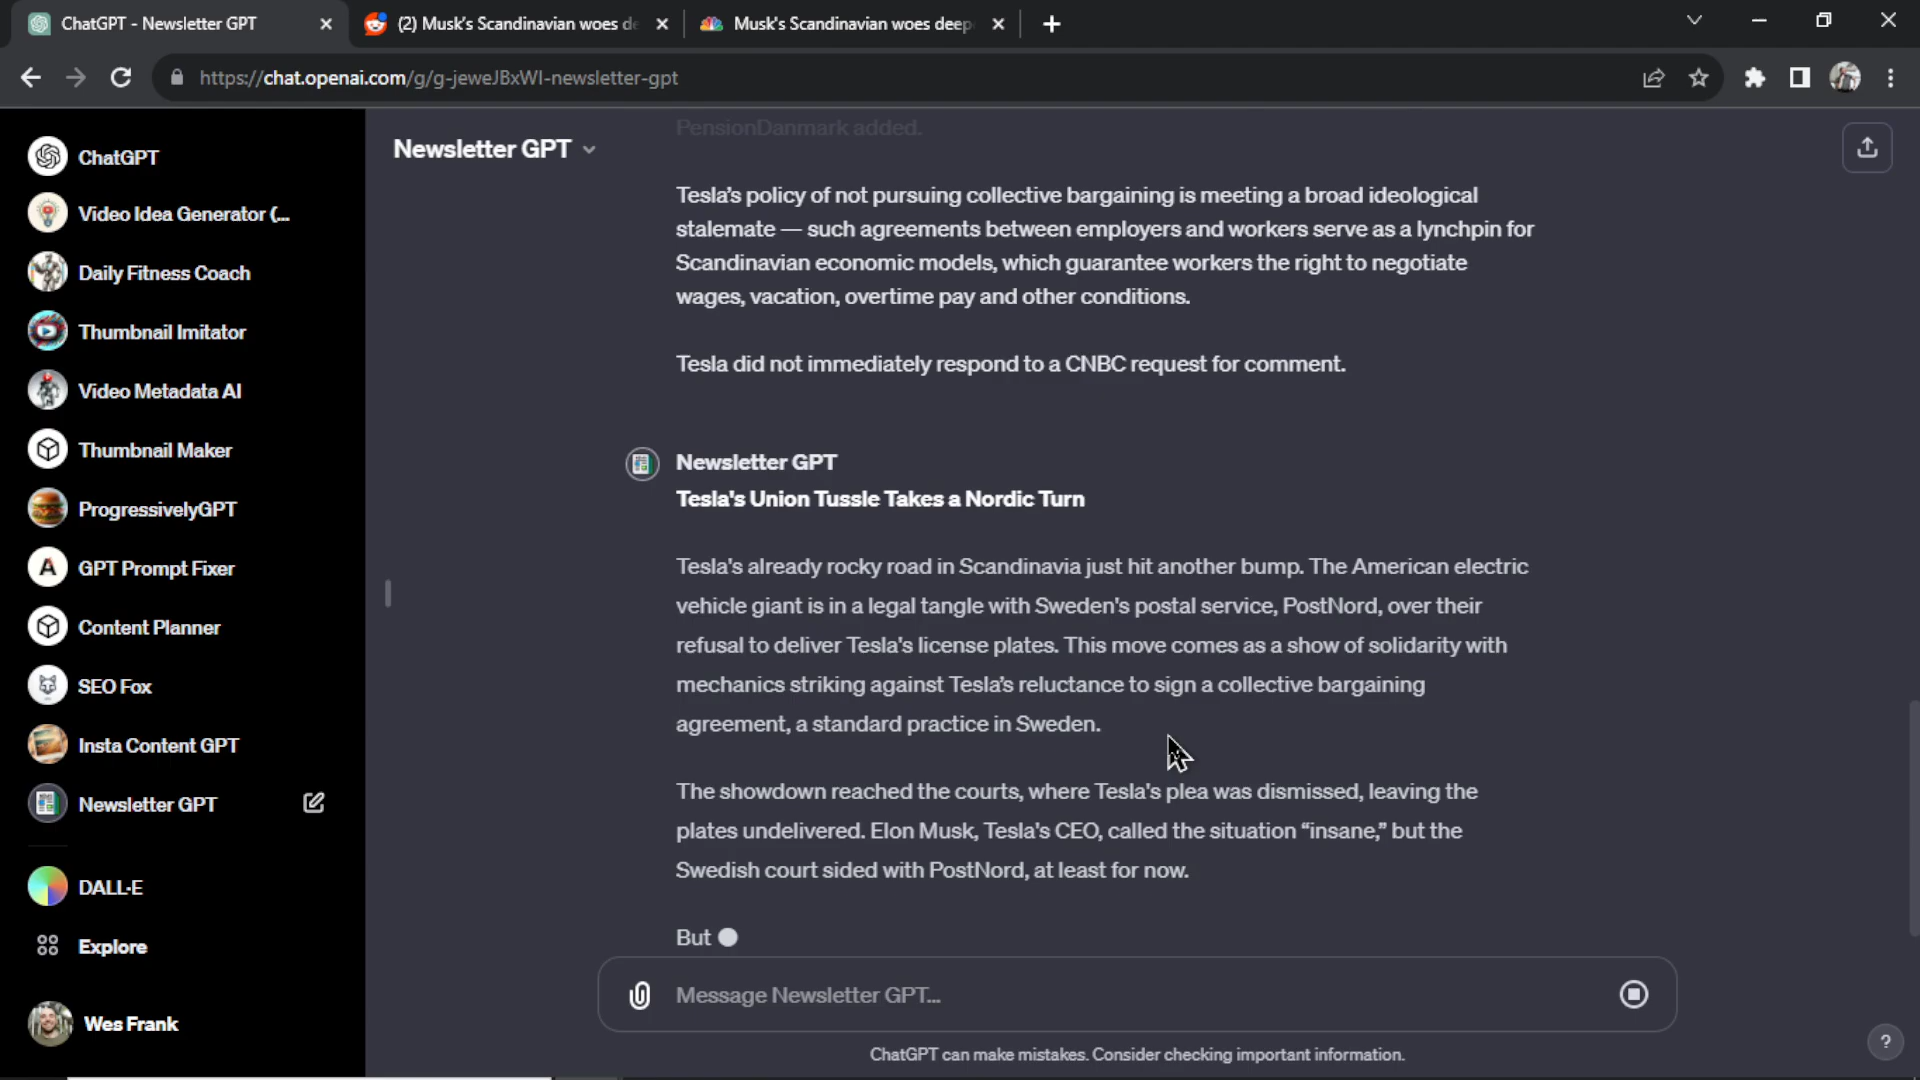 ChatGPT - Newsletter GPT
(2) Musk's Scandinavian woes de
Musk's Scandinavian woes deep
https://chat.openai.com/g/g-jeweJBxWI-newsletter-gpt
ChatGPT
Video Idea Generator (...
Daily Fitness Coach
Thumbnail Imitator
Video Metadata AI
Thumbnail Maker
ProgressivelyGPT
A
GPT Prompt Fixer
Content Planner
SEO Fox
Insta Content GPT
Newsletter GPT
DALL·E
Explore
Wes Frank
Newsletter GPT
PensionDanmark added.
Tesla's policy of not pursuing collective bargaining is meeting a broad ideological
stalemate — such agreements between employers and workers serve as a lynchpin for
Scandinavian economic models, which guarantee workers the right to negotiate
wages, vacation, overtime pay and other conditions.
Tesla did not immediately respond to a CNBC request for comment.
Newsletter GPT
Tesla's Union Tussle Takes a Nordic Turn
Tesla's already rocky road in Scandinavia just hit another bump. The American electric
vehicle giant is in a legal tangle with Sweden's postal service, PostNord, over their
refusal to deliver Tesla's license plates. This move comes as a show of solidarity with
mechanics striking against Tesla's reluctance to sign a collective bargaining
agreement, a standard practice in Sweden.
The showdown reached the courts, where Tesla's plea was dismissed, leaving the
plates undelivered. Elon Musk, Tesla's CEO, called the situation “insane,” but the
Swedish court sided with PostNord, at least for now.
But
Message Newsletter GPT...
ChatGPT can make mistakes. Consider checking important information.
?